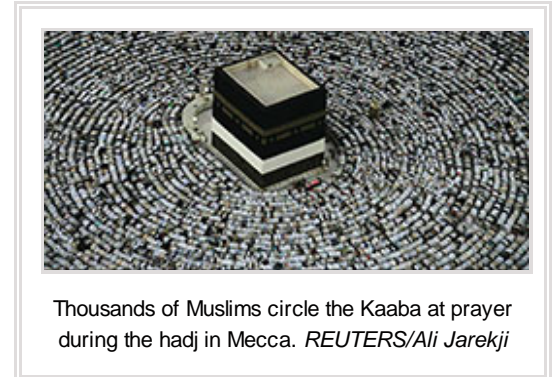 Thousands of Muslims circle the Kaaba at prayer
during the hadj in Mecca. REUTERS/Ali Jarekji